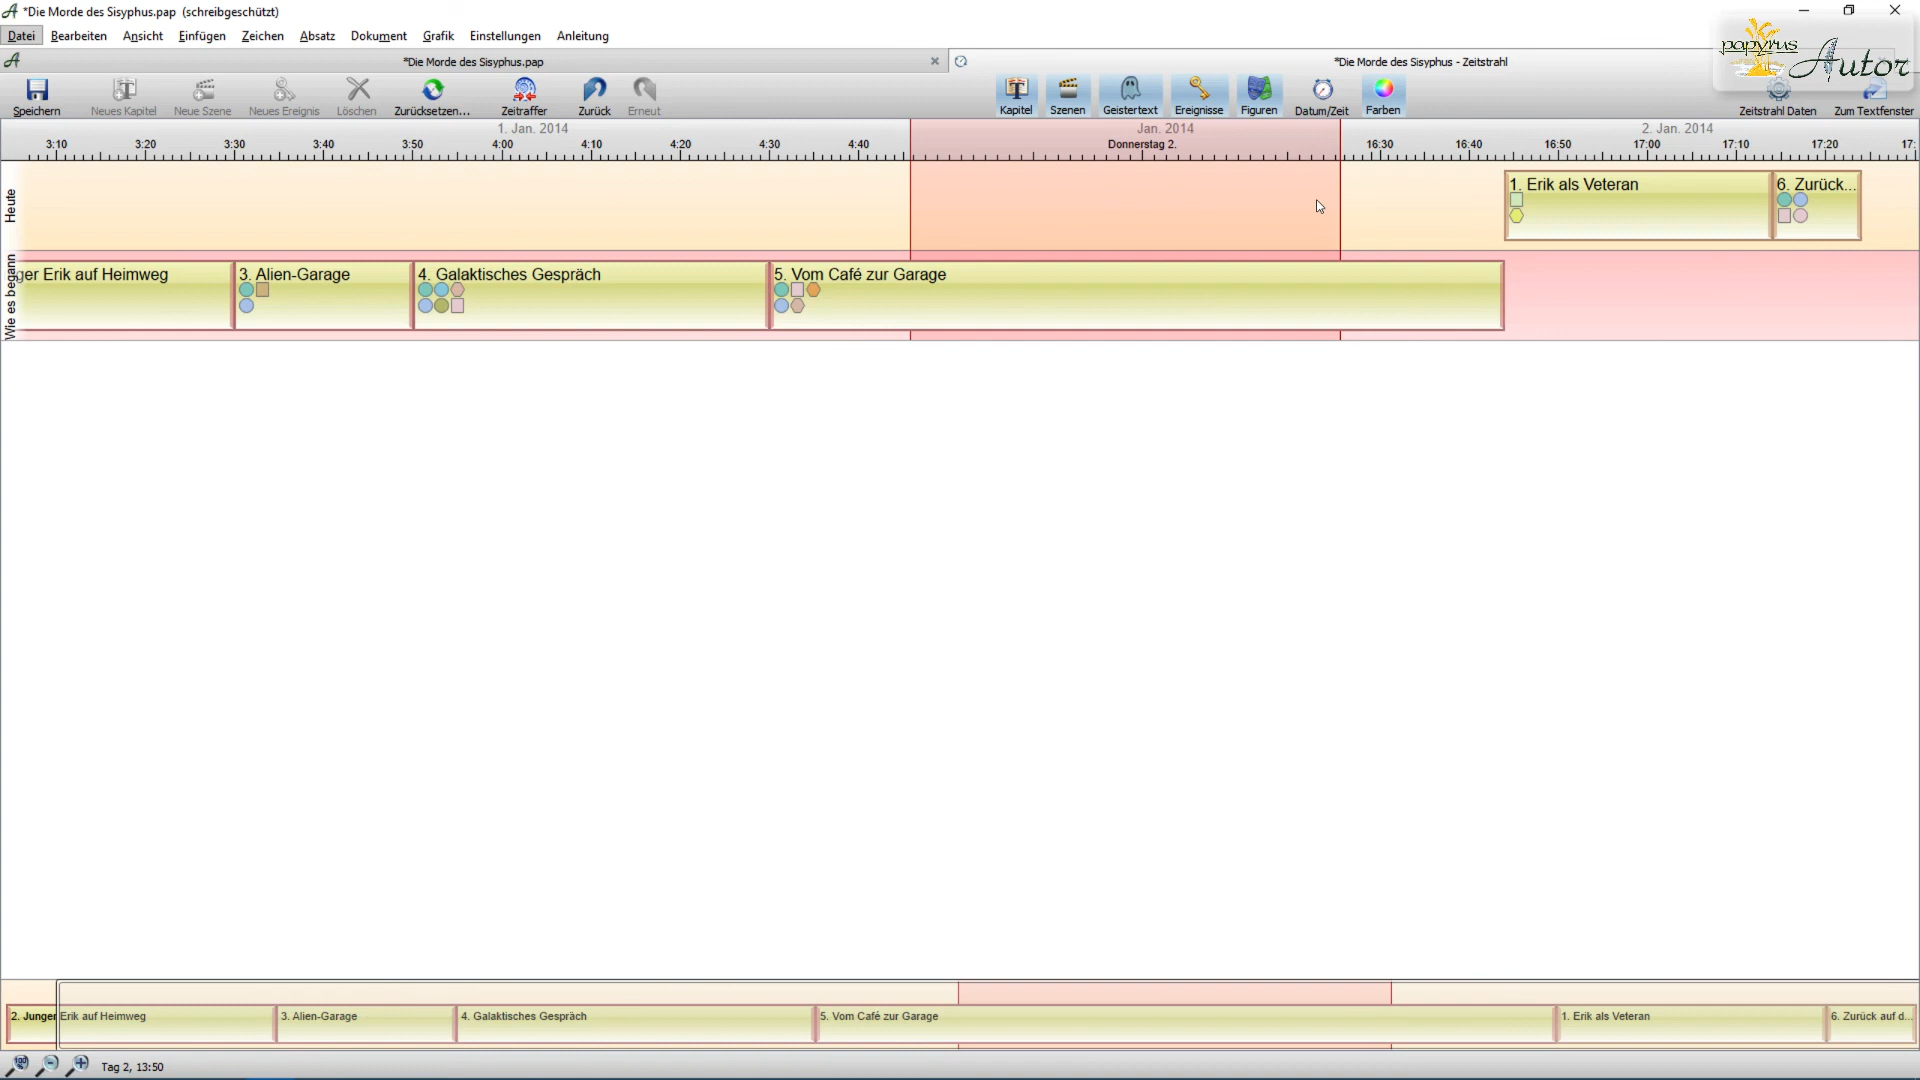 *Die Morde des Sisyphus.pap  (schreibgeschützt)
Datei Bearbeiten Ansicht Einfügen Zeichen Absatz Dokument Grafik Einstellungen Anleitung
papyrus Autor
*Die Morde des Sisyphus.pap
*Die Morde des Sisyphus - Zeitstrahl
Speichern Neues Kapitel Neue Szene Neues Ereignis Löschen Zurücksetzen... Zeitraffer Zurück Erneut Kapitel Szenen Geistertext Ereignisse Figuren Datum/Zeit Farben Zeitstrahl Daten Zum Textfenster
1. Jan. 2014 Jan. 2014 2. Jan. 2014
3:10 3:20 3:30 3:40 3:50 4:00 4:10 4:20 4:30 4:40 Donnerstag 2. 16:30 16:40 16:50 17:00 17:10 17:20 17:
Heute
1. Erik als Veteran
6. Zurück...
Wie es begann
ger Erik auf Heimweg
3. Alien-Garage
4. Galaktisches Gespräch
5. Vom Café zur Garage
2. Junger Erik auf Heimweg
3. Alien-Garage
4. Galaktisches Gespräch
5. Vom Café zur Garage
1. Erik als Veteran
6. Zurück auf d...
100
Tag 2, 13:50